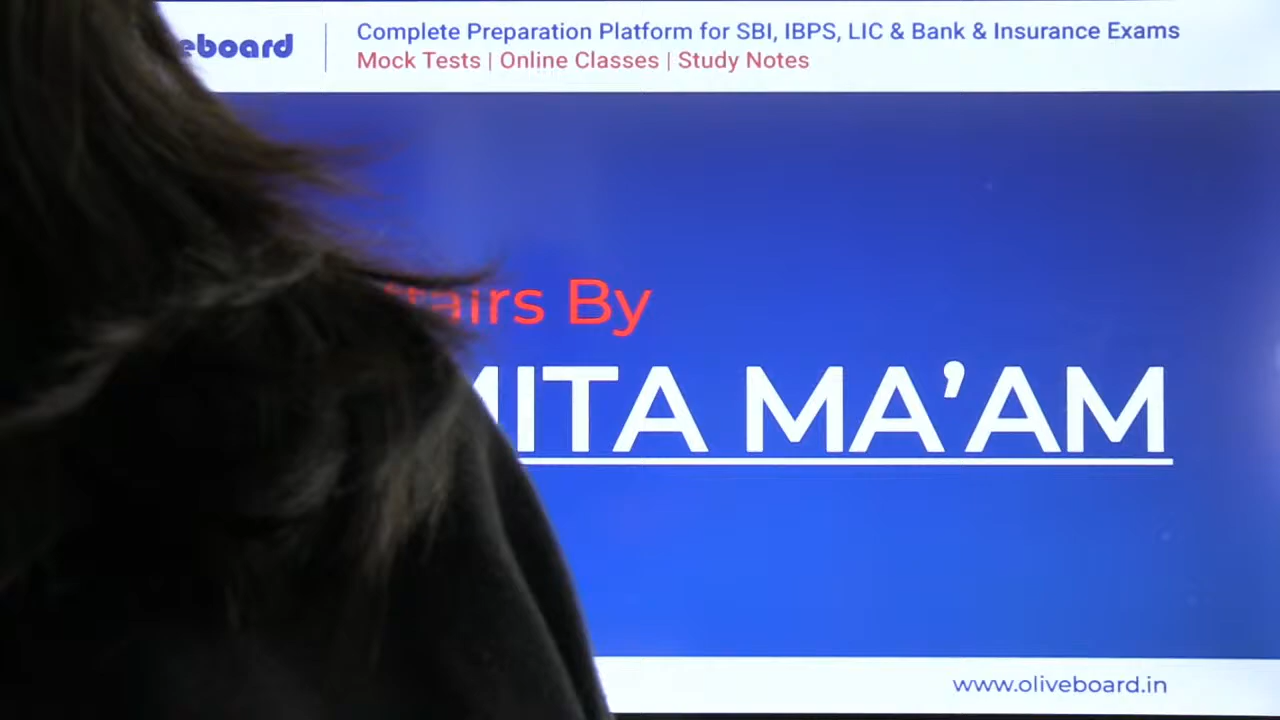 eboard
Complete Preparation Platform for SBI, IBPS, LIC & Bank & Insurance Exams
Mock Tests | Online Classes | Study Notes
fairs By
MITA MA'AM
www.oliveboard.in